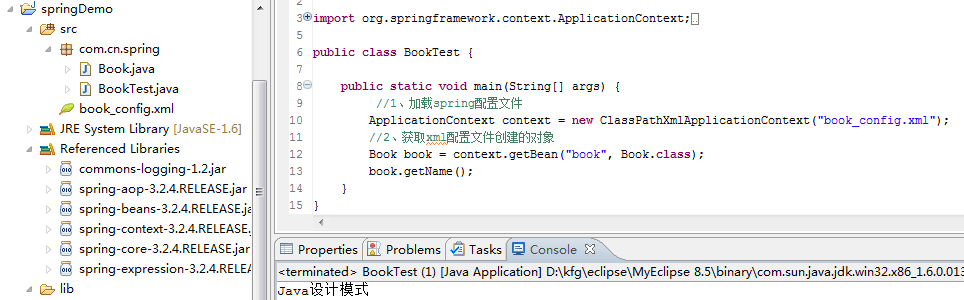 springDemo
src
com.cn.spring
Book.java
BookTest.java
book_config.xml
JRE System Library [JavaSE-1.6]
Referenced Libraries
commons-logging-1.2.jar
spring-aop-3.2.4.RELEASE.jar
spring-beans-3.2.4.RELEASE.ja
spring-context-3.2.4.RELEASE.
spring-core-3.2.4.RELEASE.jar
spring-expression-3.2.4.RELEA
lib
2
3 import org.springframework.context.ApplicationContext;
5
6 public class BookTest {
7
8 public static void main(String[] args) {
9 //1、加载spring配置文件
10 ApplicationContext context = new ClassPathXmlApplicationContext("book_config.xml");
11 //2、获取xml配置文件创建的对象
12 Book book = context.getBean("book", Book.class);
13 book.getName();
14 }
15 }
Properties Problems Tasks Console
<terminated> BookTest (1) [Java Application] D:\kfg\eclipse\MyEclipse 8.5\binary\com.sun.java.jdk.win32.x86_1.6.0.013
Java设计模式